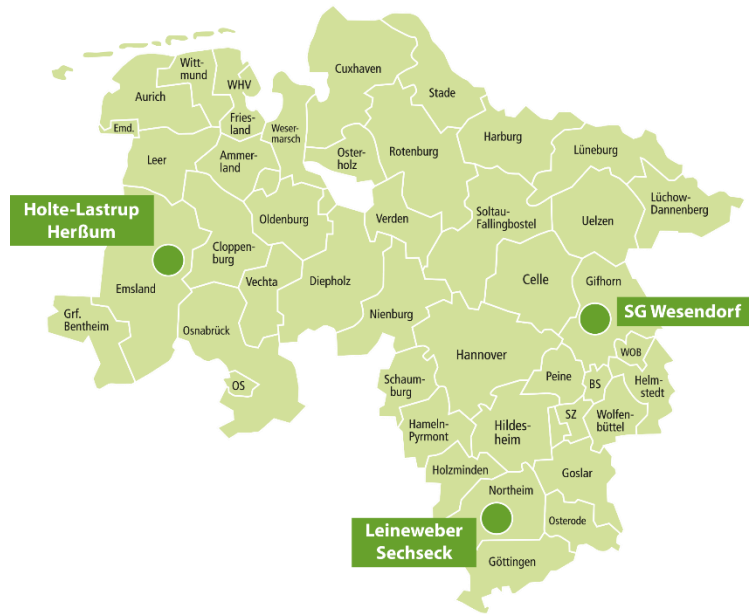 Witt-
mund
WHV
Aurich
Cuxhaven
Stade
Emd.
Fries-
land
Weser-
marsch
Harburg
Lüneburg
Leer
Ammer-
land
Oster-
holz
Rotenburg
Lüchow-
Dannenberg
Holte-Lastrup
Herßum
Oldenburg
Verden
Soltau-
Fallingbostel
Uelzen
Cloppen-
burg
Emsland
Vechta
Diepholz
Celle
Gifhorn
Grf.
Bentheim
Osnabrück
Nienburg
SG Wesendorf
OS
Hannover
WOB
Schaum-
burg
Peine
BS
Helm-
stedt
Hameln-
Pyrmont
Hildes-
heim
SZ
Wolfen-
büttel
Holzminden
Goslar
Northeim
Leineweber
Sechseck
Osterode
Göttingen